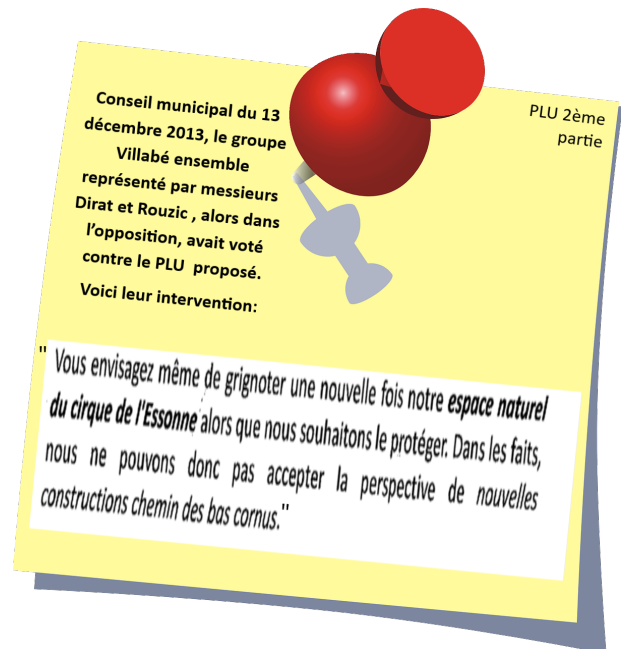 Conseil municipal du 13
décembre 2013, le groupe
Villabé ensemble
représenté par messieurs
Dirat et Rouzic , alors dans
l'opposition, avait voté
contre le PLU  proposé.
Voici leur intervention:
PLU 2ème
partie
" Vous envisagez même de grignoter une nouvelle fois notre espace naturel
du cirque de l'Essonne alors que nous souhaitons le protéger. Dans les faits,
nous ne pouvons donc pas accepter la perspective de nouvelles
constructions chemin des bas cornus."